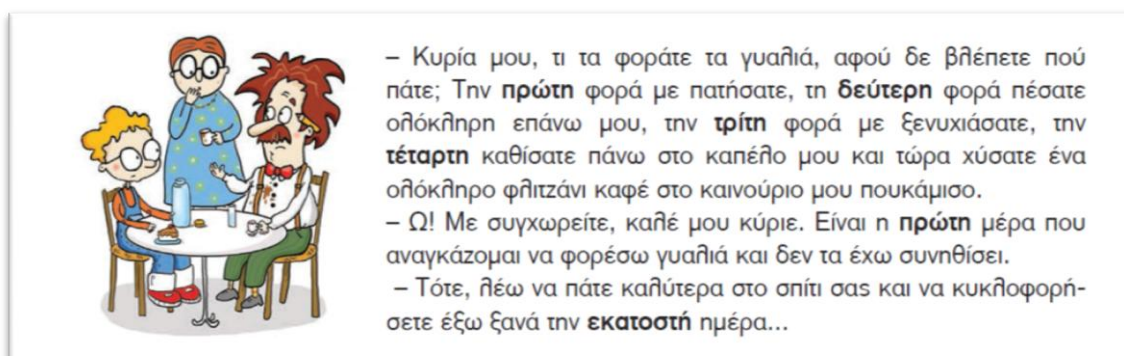 – Κυρία μου, τι τα φοράτε τα γυαλιά, αφού δε βλέπετε πού
πάτε; Την πρώτη φορά με πατήσατε, τη δεύτερη φορά πέσατε
ολόκληρη επάνω μου, την τρίτη φορά με ξενυχιάσατε, την
τέταρτη καθίσατε πάνω στο καπέλο μου και τώρα χύσατε ένα
ολόκληρο φλιτζάνι καφέ στο καινούριο μου πουκάμισο.
– Ω! Με συγχωρείτε, καλέ μου κύριε. Είναι η πρώτη μέρα που
αναγκάζομαι να φορέσω γυαλιά και δεν τα έχω συνηθίσει.
– Τότε, λέω να πάτε καλύτερα στο σπίτι σας και να κυκλοφορή-
σετε έξω ξανά την εκατοστή ημέρα...